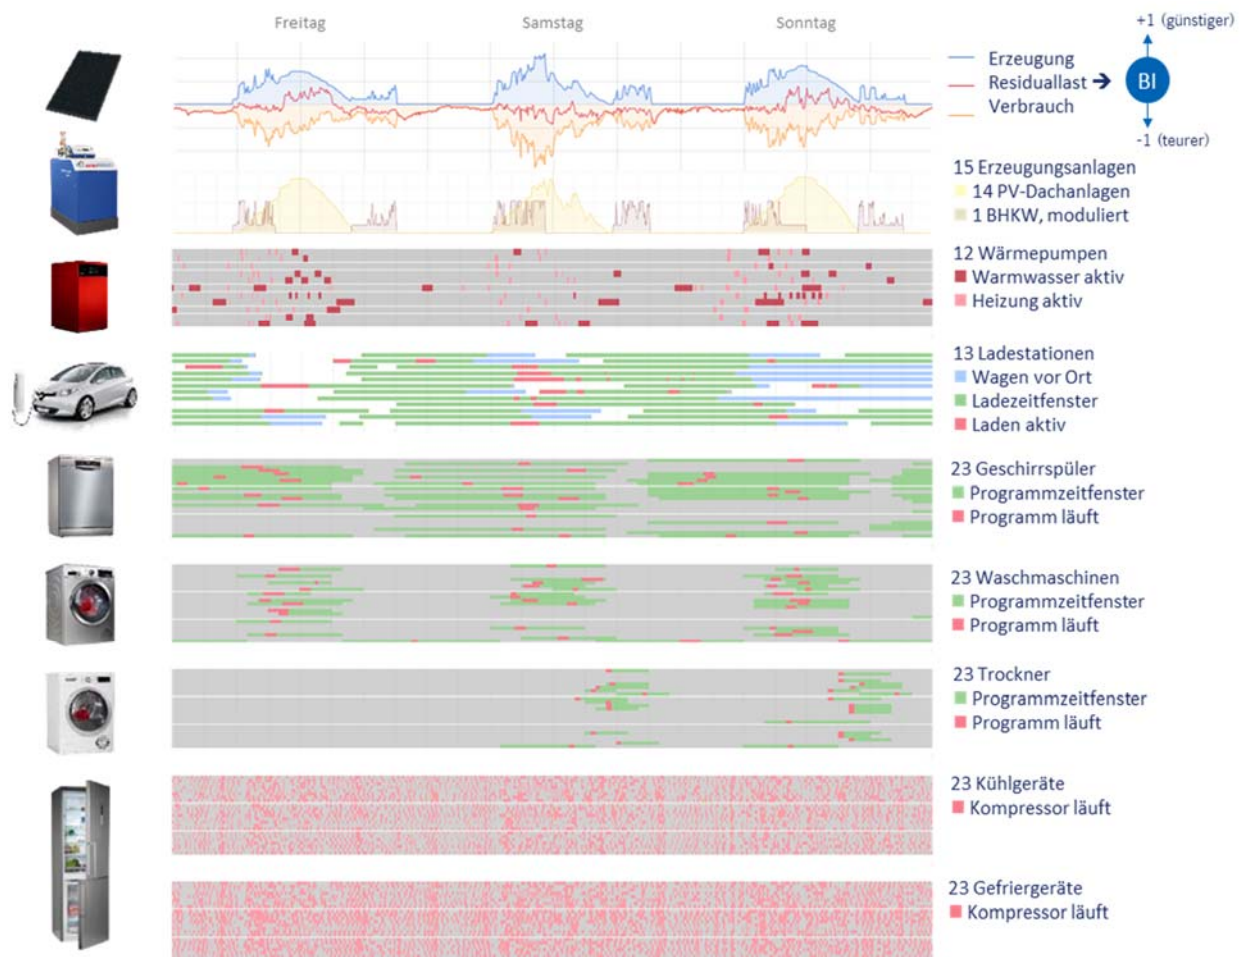 Freitag
Samstag
Sonntag
+1 (günstiger)
Erzeugung
Residuallast ➔
BI
Verbrauch
-1 (teurer)
15 Erzeugungsanlagen
14 PV-Dachanlagen
1 BHKW, moduliert
12 Wärmepumpen
Warmwasser aktiv
Heizung aktiv
13 Ladestationen
Wagen vor Ort
Ladezeitfenster
Laden aktiv
23 Geschirrspüler
Programmzeitfenster
Programm läuft
23 Waschmaschinen
Programmzeitfenster
Programm läuft
23 Trockner
Programmzeitfenster
Programm läuft
23 Kühlgeräte
Kompressor läuft
23 Gefriergeräte
Kompressor läuft